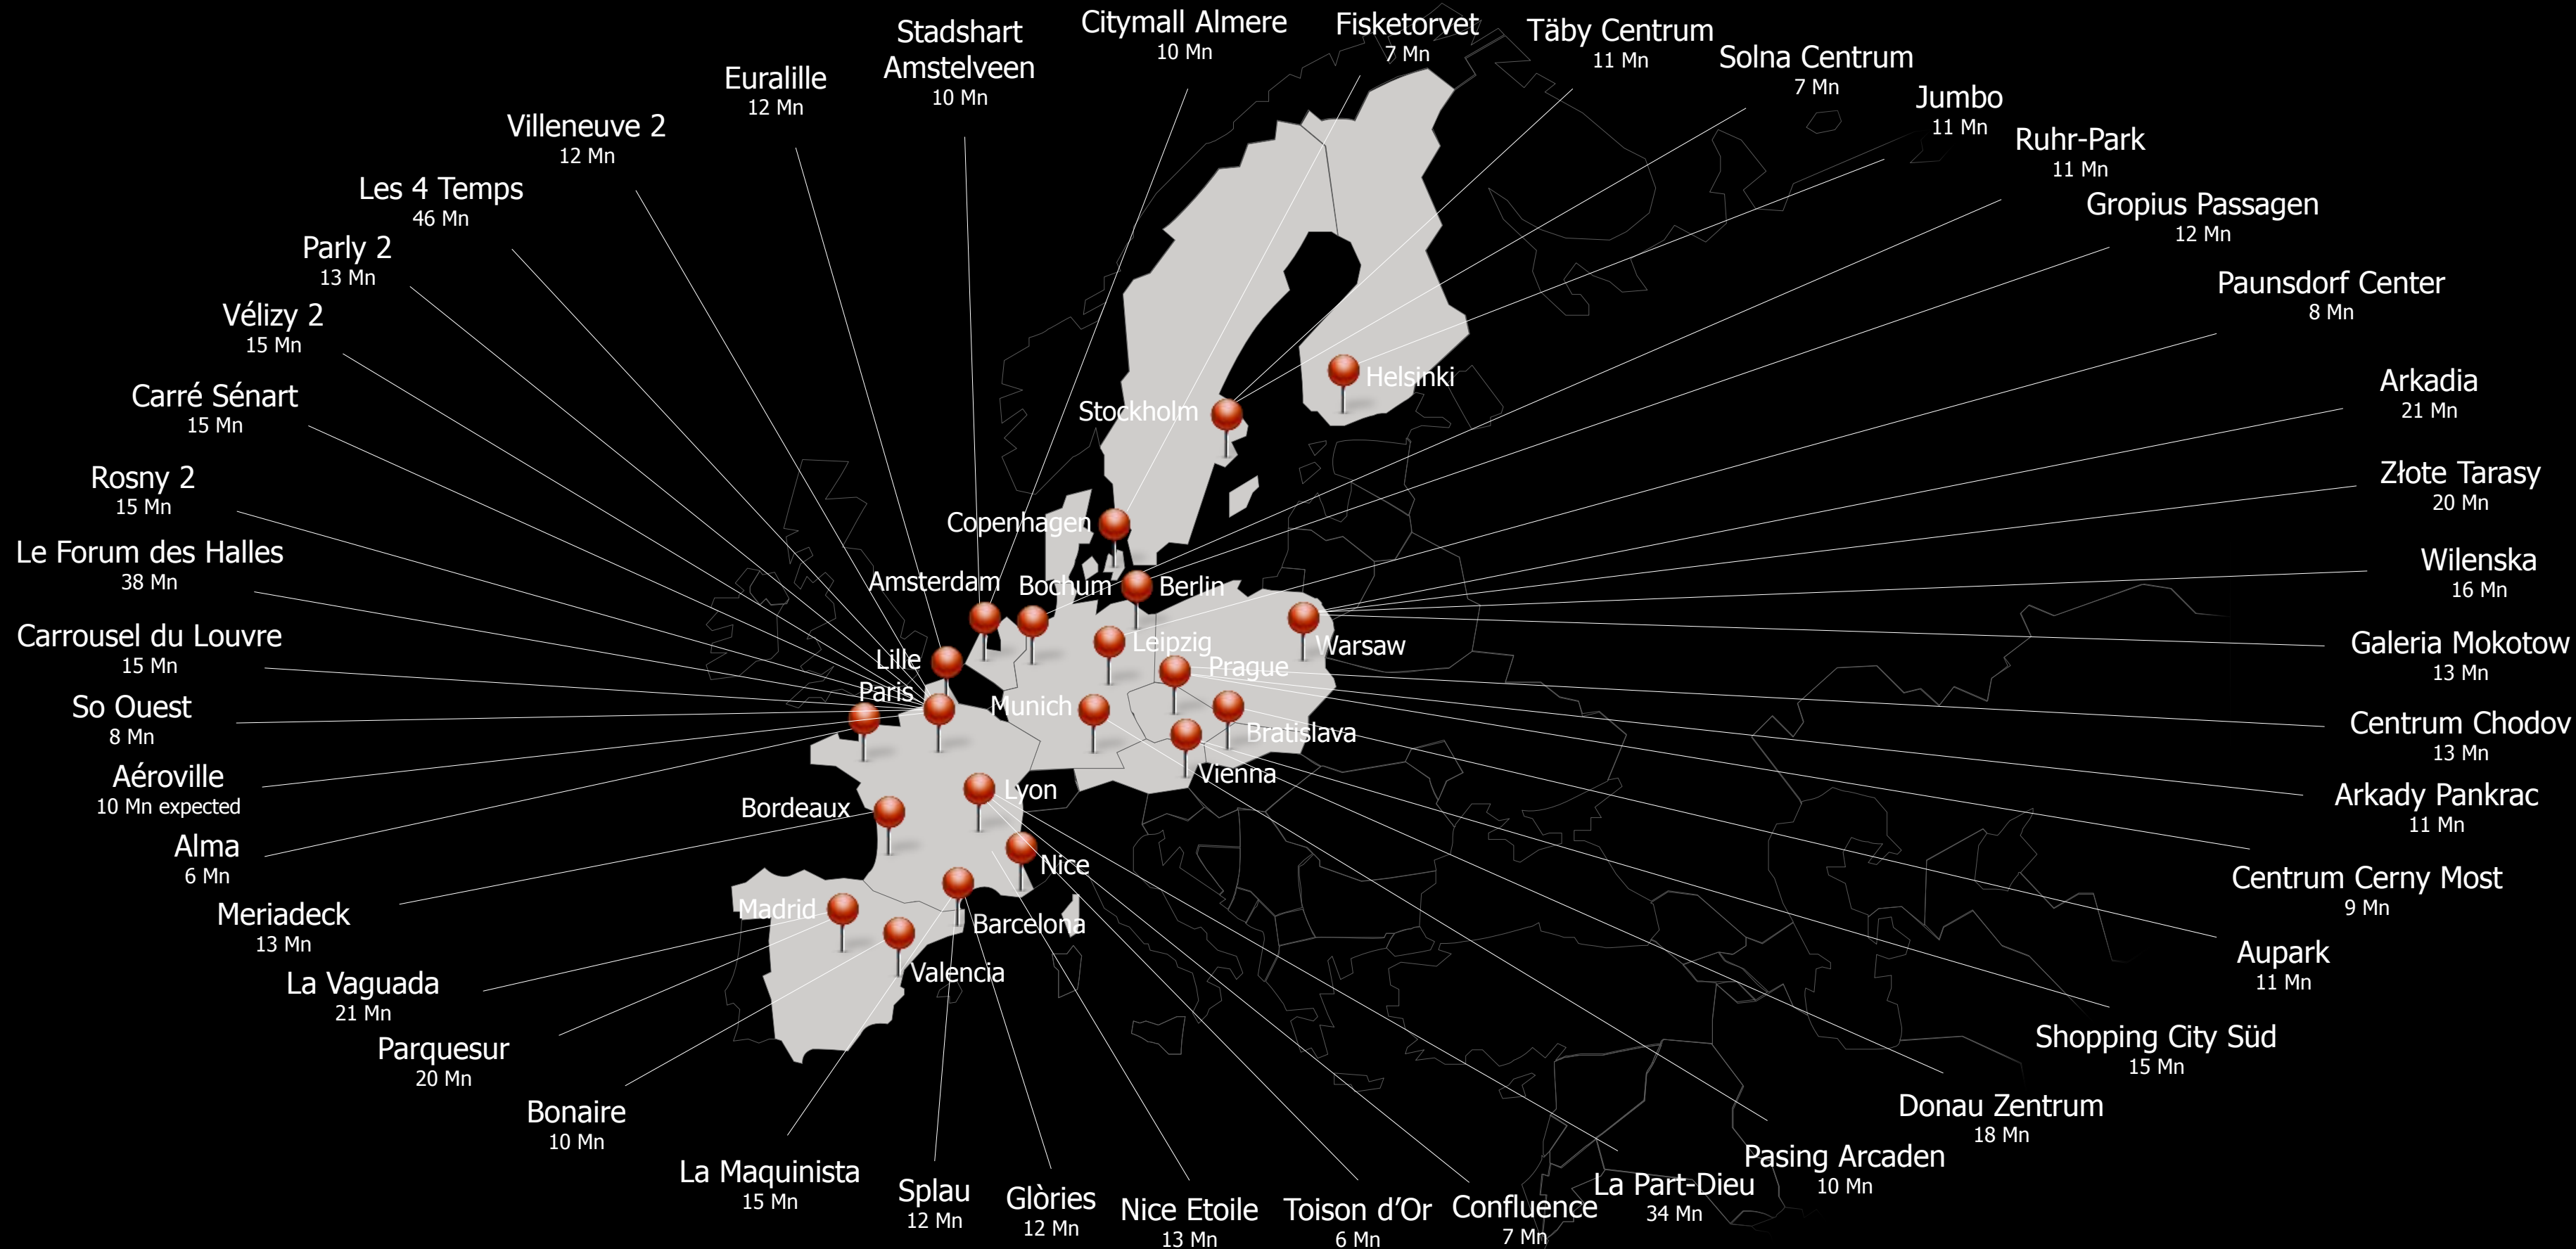 Stadshart
Amstelveen
10 Mn
Citymall Almere
10 Mn
Fisketorvet
7 Mn
Täby Centrum
11 Mn
Solna Centrum
7 Mn
Jumbo
11 Mn
Ruhr-Park
11 Mn
Gropius Passagen
12 Mn
Paunsdorf Center
8 Mn
Arkadia
21 Mn
Złote Tarasy
20 Mn
Wilenska
16 Mn
Galeria Mokotow
13 Mn
Centrum Chodov
13 Mn
Arkady Pankrac
11 Mn
Centrum Cerny Most
9 Mn
Aupark
11 Mn
Shopping City Süd
15 Mn
Donau Zentrum
18 Mn
Pasing Arcaden
10 Mn
La Part-Dieu
34 Mn
Confluence
7 Mn
Toison d’Or
6 Mn
Nice Etoile
13 Mn
Glòries
12 Mn
Splau
12 Mn
La Maquinista
15 Mn
Bonaire
10 Mn
Parquesur
20 Mn
La Vaguada
21 Mn
Meriadeck
13 Mn
Alma
6 Mn
Aéroville
10 Mn expected
So Ouest
8 Mn
Carrousel du Louvre
15 Mn
Le Forum des Halles
38 Mn
Rosny 2
15 Mn
Carré Sénart
15 Mn
Vélizy 2
15 Mn
Parly 2
13 Mn
Les 4 Temps
46 Mn
Villeneuve 2
12 Mn
Euralille
12 Mn
Helsinki
Stockholm
Copenhagen
Amsterdam
Bochum
Berlin
Leipzig
Warsaw
Lille
Prague
Paris
Munich
Bratislava
Vienna
Lyon
Bordeaux
Nice
Madrid
Barcelona
Valencia